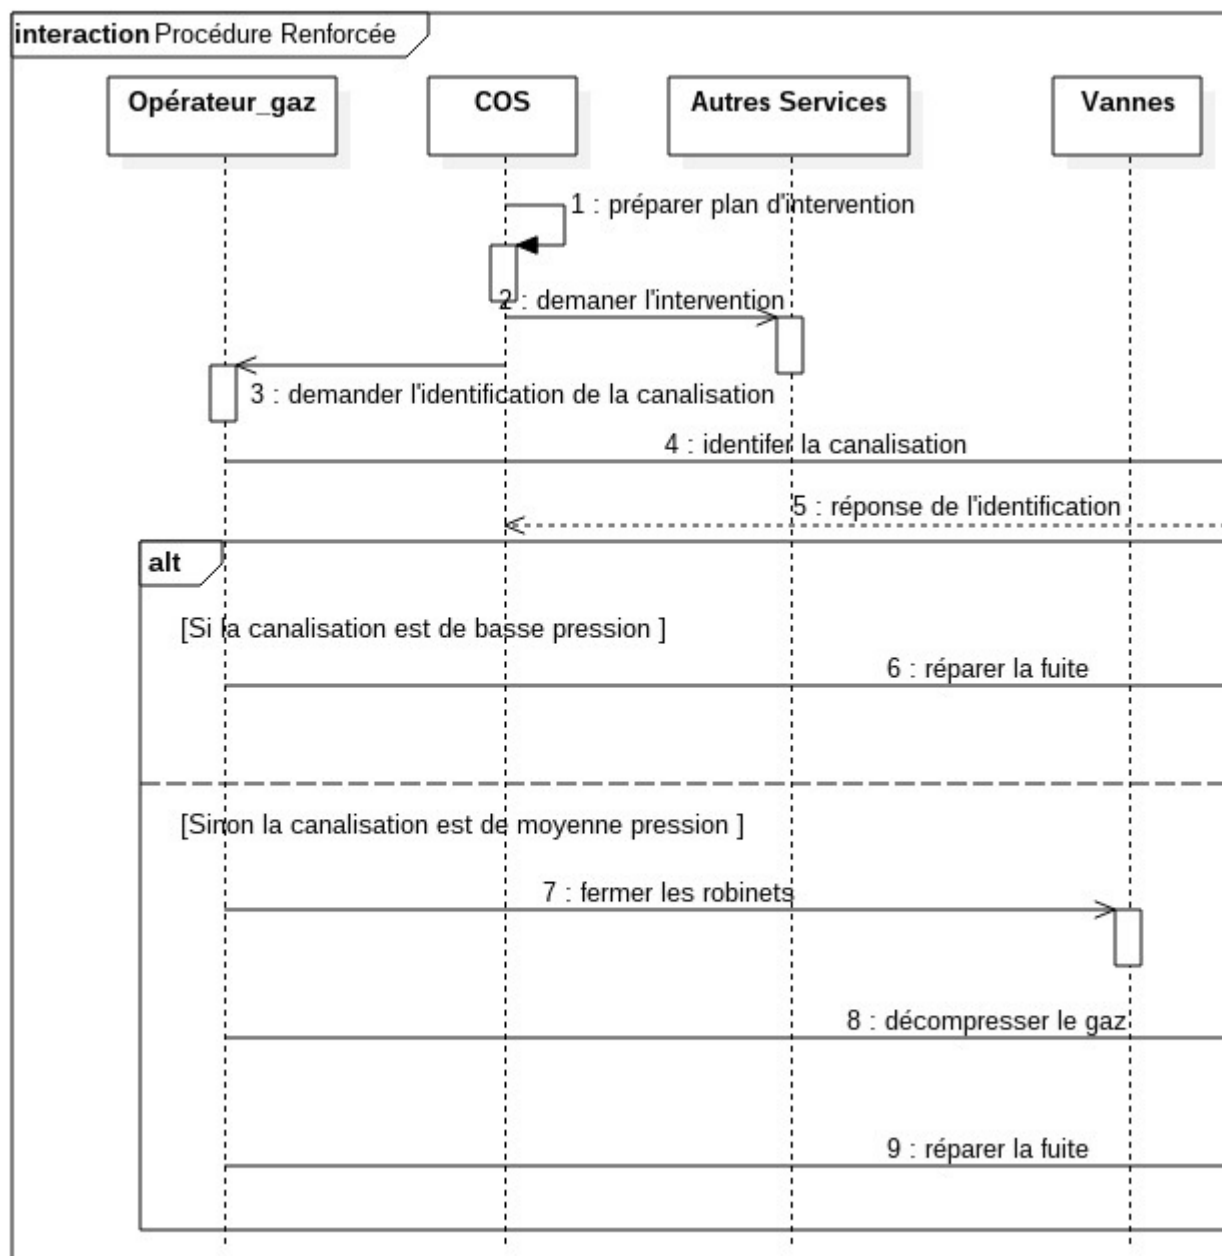 interaction Procédure Renforcée
Opérateur_gaz
COS
Autres Services
Vannes
1 : préparer plan d'intervention
2 : demaner l'intervention
3 : demander l'identification de la canalisation
4 : identifer la canalisation
5 : réponse de l'identification
alt
[Si la canalisation est de basse pression ]
6 : réparer la fuite
[Sinon la canalisation est de moyenne pression ]
7 : fermer les robinets
8 : décompresser le gaz
9 : réparer la fuite